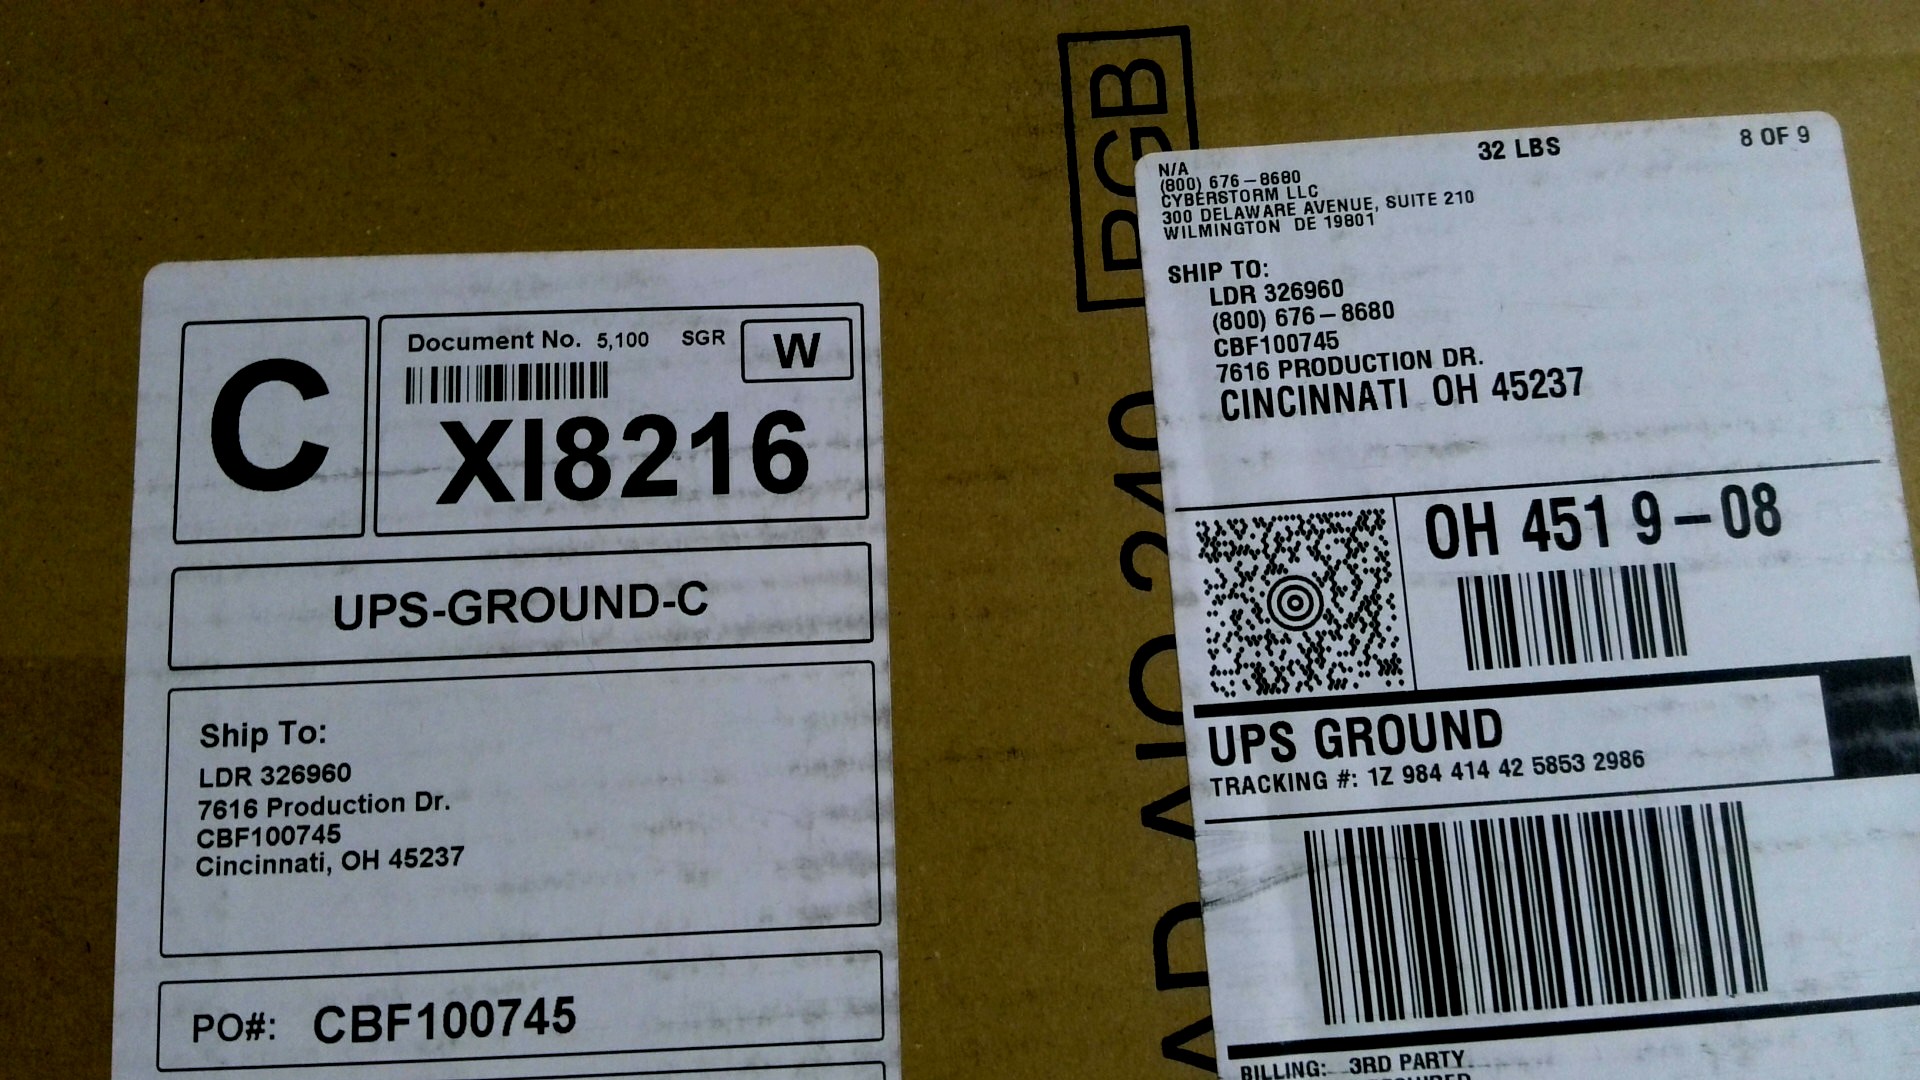 C
Document No. 5,100 SGR
W
XI8216
UPS-GROUND-C
Ship To:
LDR 326960
7616 Production Dr.
CBF100745
Cincinnati, OH 45237
PO#: CBF100745
RGB
240
32 LBS
8 OF 9
N/A
(800) 676-8680
CYBERSTORM LLC
300 DELAWARE AVENUE, SUITE 210
WILMINGTON DE 19801
SHIP TO:
LDR 326960
(800) 676-8680
CBF100745
7616 PRODUCTION DR.
CINCINNATI OH 45237
OH 451 9-08
UPS GROUND
TRACKING #: 1Z 984 414 42 5853 2986
BILLING: 3RD PARTY